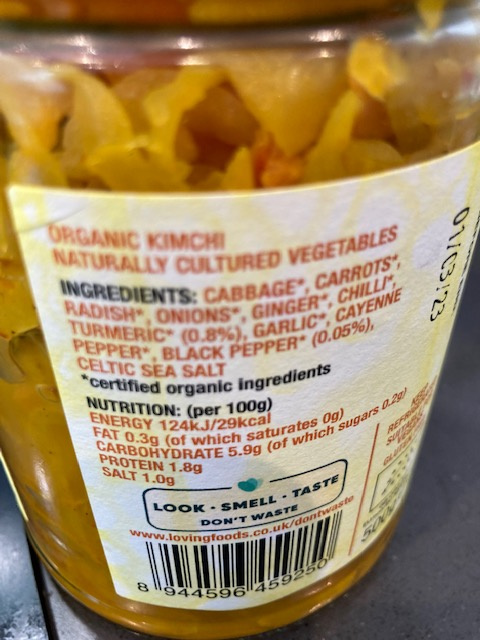 ORGANIC KIMCHI
NATURALLY CULTURED VEGETABLES
INGREDIENTS: CABBAGE*, CARROTS*,
RADISH*, ONIONS*, GINGER*, CHILLI*,
TURMERIC* (0.8%), GARLIC*, CAYENNE
PEPPER*, BLACK PEPPER* (0.05%),
CELTIC SEA SALT
*certified organic ingredients
NUTRITION: (per 100g)
ENERGY 124kJ/29kcal
FAT 0.3g (of which saturates 0g)
CARBOHYDRATE 5.9g (of which sugars 0.2g)
PROTEIN 1.8g
SALT 1.0g
LOOK · SMELL · TASTE
DON'T WASTE
www.lovingfoods.co.uk/dontwaste
8 944596 459250
01/03/23